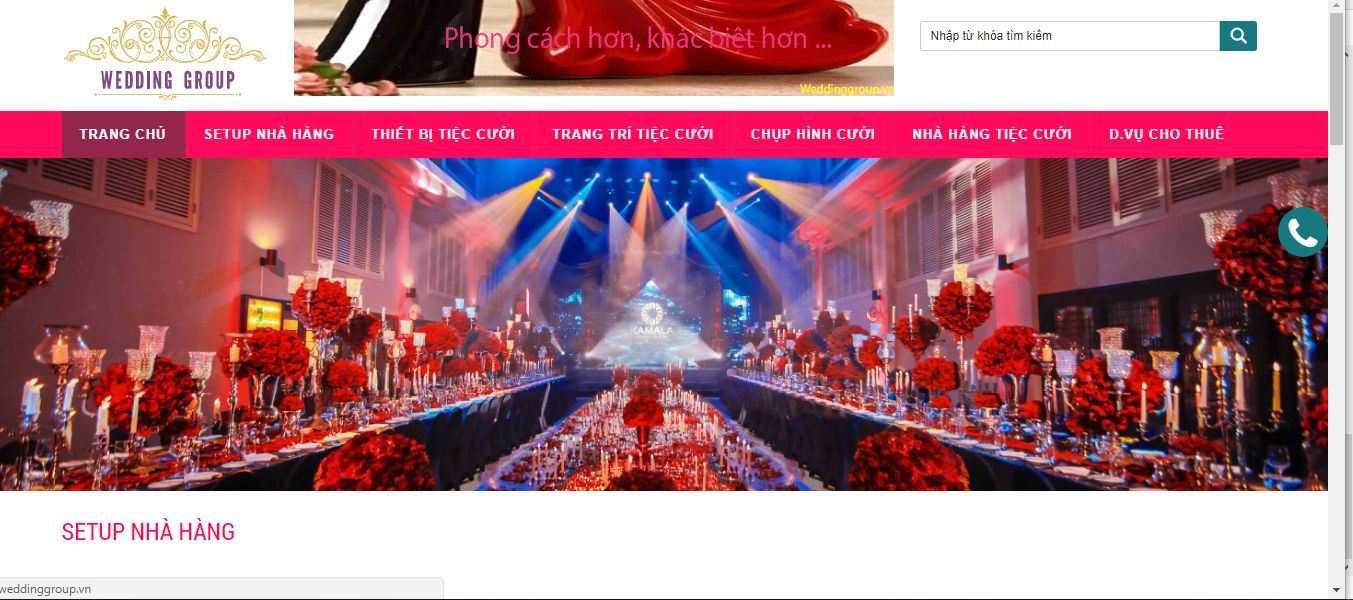 WEDDING GROUP
Phong cách hơn, khác biệt hơn ...
Weddinggroup.vn
Nhập từ khóa tìm kiếm
TRANG CHỦ
SETUP NHÀ HÀNG
THIẾT BỊ TIỆC CƯỚI
TRANG TRÍ TIỆC CƯỚI
CHỤP HÌNH CƯỚI
NHÀ HÀNG TIỆC CƯỚI
D.VỤ CHO THUÊ
KAMALA
SETUP NHÀ HÀNG
weddinggroup.vn